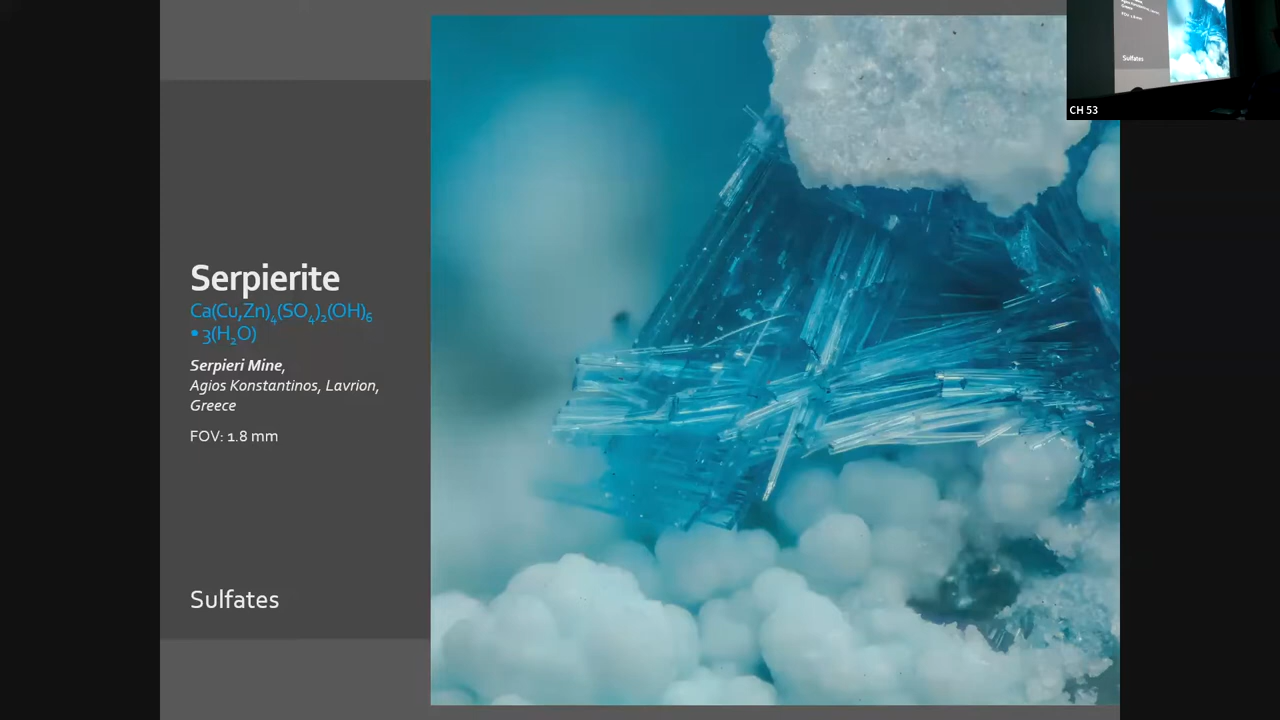 Serpierite
Ca(Cu,Zn)₄(SO₄)₂(OH)₆
• 3(H₂O)
Serpieri Mine,
Agios Konstantinos, Lavrion,
Greece
FOV: 1.8 mm
Sulfates
CH 53
Sulfates